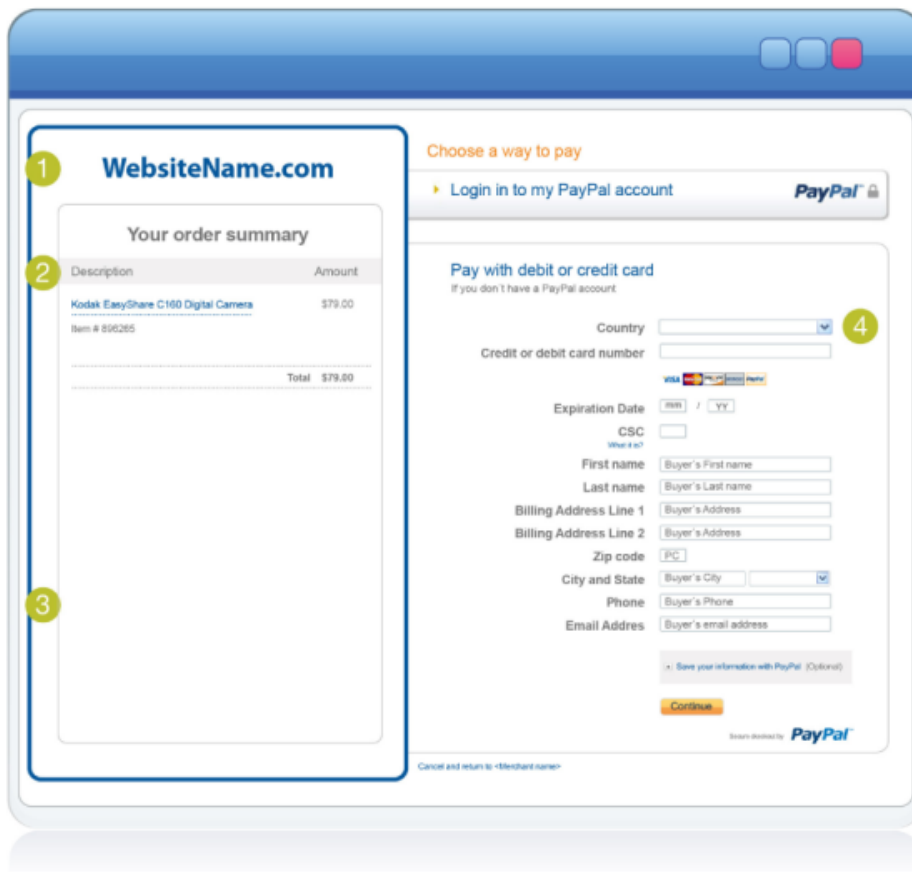 1
WebsiteName.com
Your order summary
2
Description Amount
Kodak EasyShare C160 Digital Camera $79.00
Item # 896265
Total $79.00
3
Choose a way to pay
Login in to my PayPal account PayPal
Pay with debit or credit card
If you don't have a PayPal account
Country
4
Credit or debit card number
VISA PayPal
Expiration Date mm / yy
CSC
What it is?
First name Buyer's First name
Last name Buyer's Last name
Billing Address Line 1 Buyer's Address
Billing Address Line 2 Buyer's Address
Zip code PC
City and State Buyer's City
Phone Buyer's Phone
Email Addres Buyer's email address
Save your information with PayPal (Optional)
Continue
by PayPal
Cancel and return to <Merchant name>